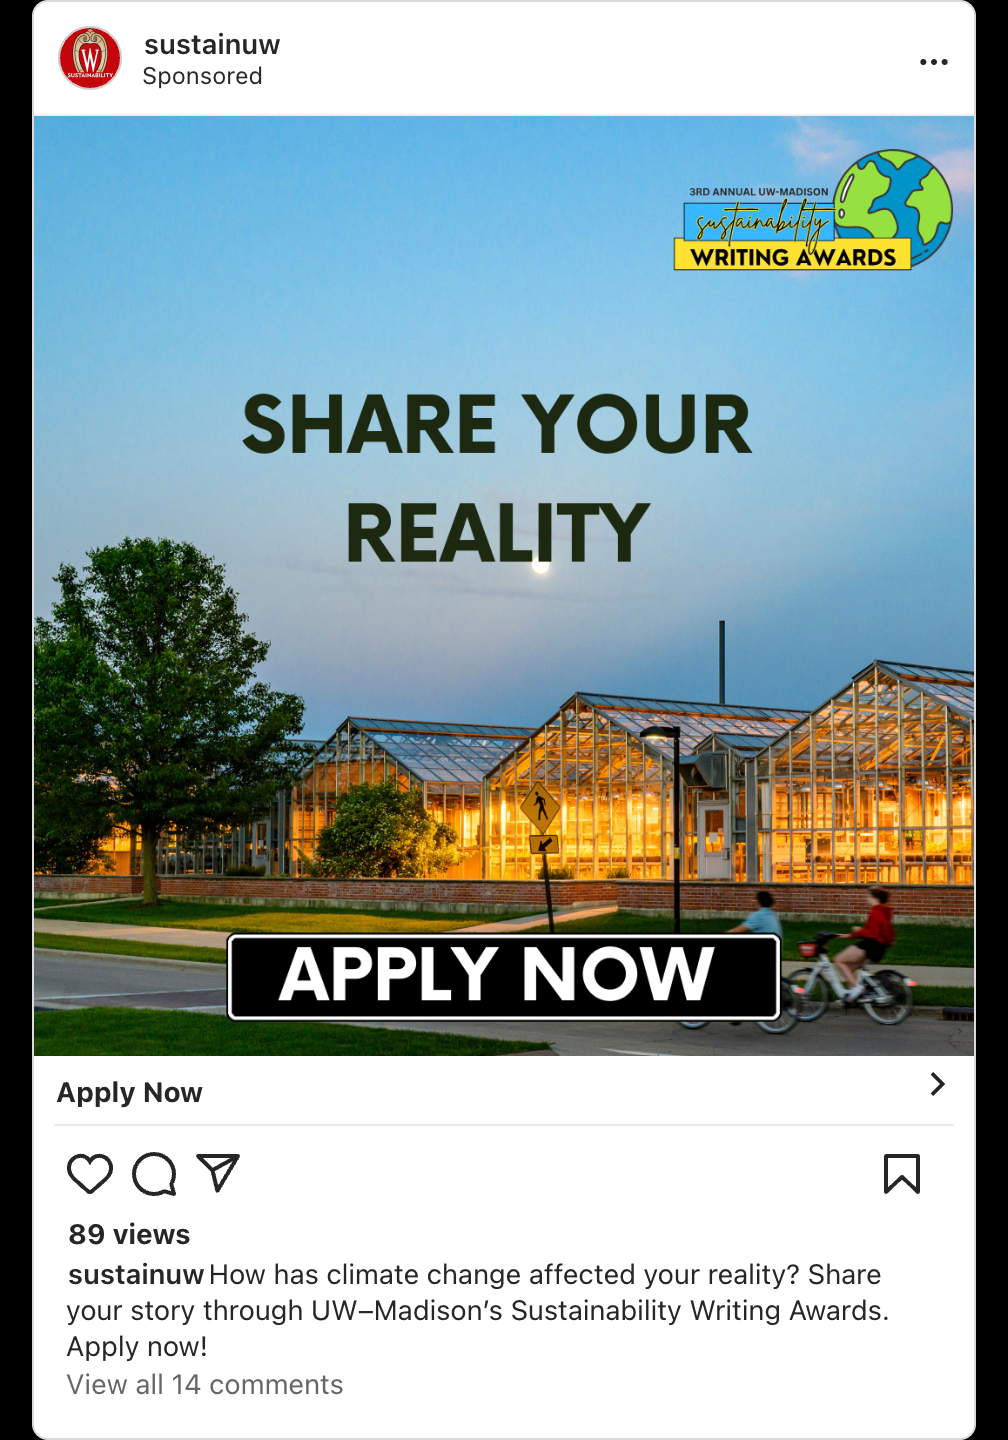 sustainuw
Sponsored
W
SUSTAINABILITY
3RD ANNUAL UW-MADISON
sustainability
WRITING AWARDS
SHARE YOUR
REALITY
APPLY NOW
Apply Now
89 views
sustainuw How has climate change affected your reality? Share
your story through UW–Madison’s Sustainability Writing Awards.
Apply now!
View all 14 comments